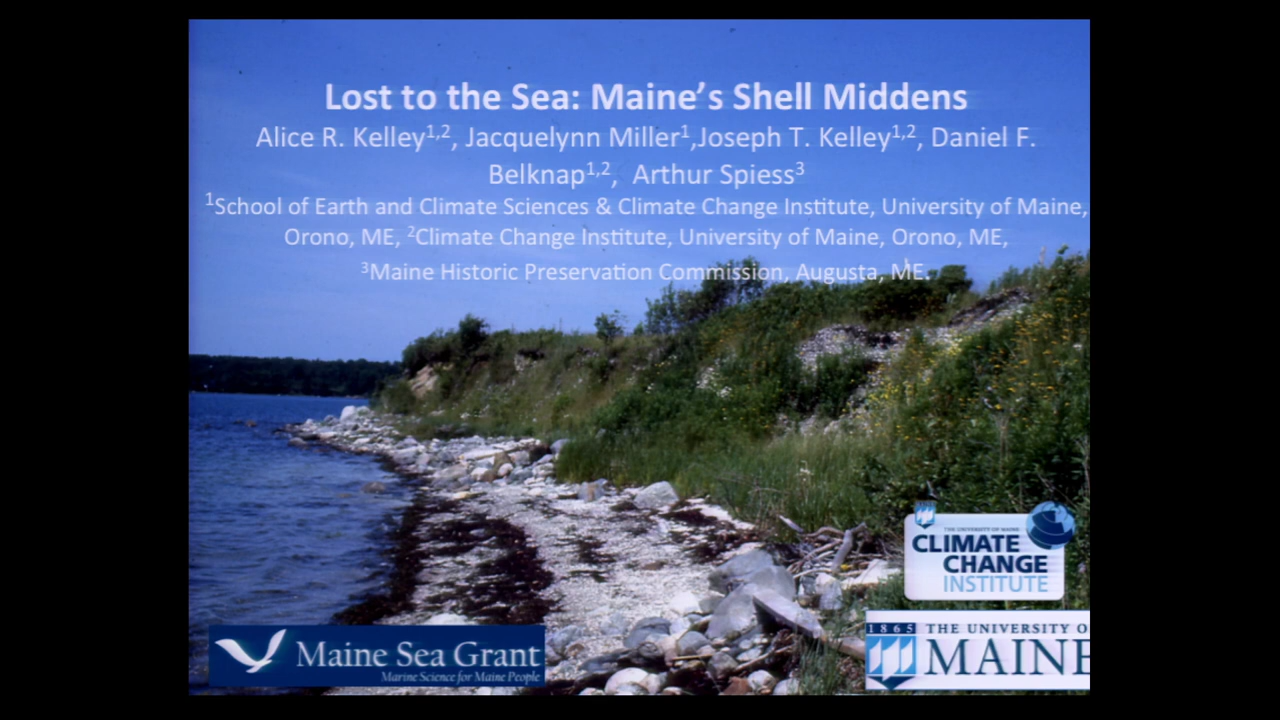 Lost to the Sea: Maine’s Shell Middens
Alice R. Kelley1,2, Jacquelynn Miller1,Joseph T. Kelley1,2, Daniel F.
Belknap1,2, Arthur Spiess3
1School of Earth and Climate Sciences & Climate Change Institute, University of Maine,
Orono, ME, 2Climate Change Institute, University of Maine, Orono, ME,
3Maine Historic Preservation Commission, Augusta, ME.
THE UNIVERSITY OF MAINE
CLIMATE
CHANGE
INSTITUTE
Maine Sea Grant
Marine Science for Maine People
1865 THE UNIVERSITY O
MAINE